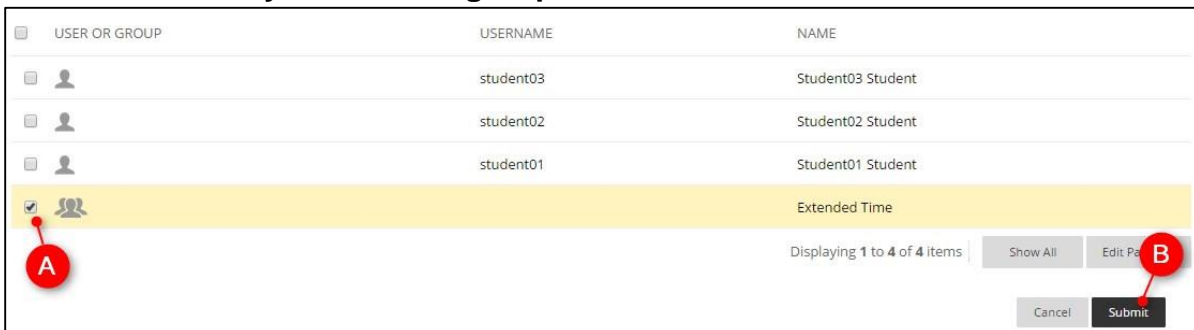 USER OR GROUP USERNAME NAME
student03 Student03 Student
student02 Student02 Student
student01 Student01 Student
Extended Time
A
Displaying 1 to 4 of 4 items Show All Edit B
Cancel Submit